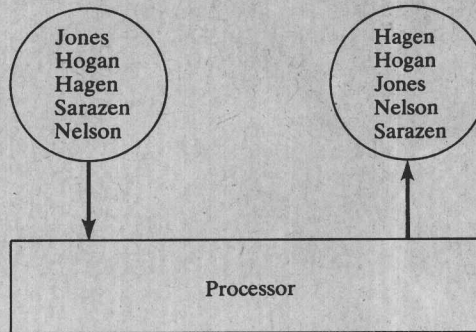 Jones
Hogan
Hagen
Sarazen
Nelson
Hagen
Hogan
Jones
Nelson
Sarazen
Processor